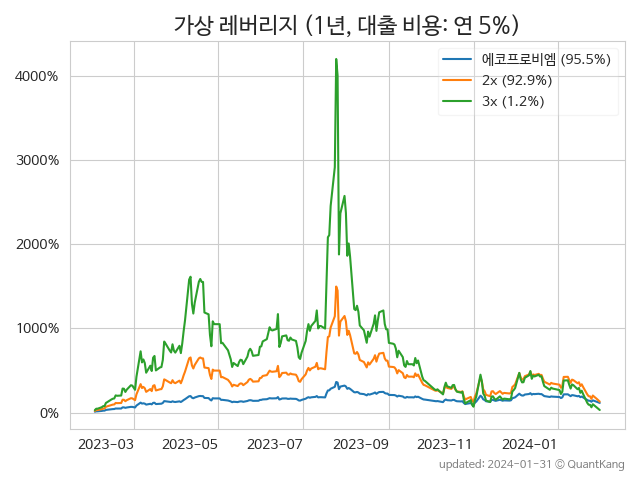 가상 레버리지 (1년, 대출 비용: 연 5%)
에코프로비엠 (95.5%)
2x (92.9%)
3x (1.2%)
4000%
3000%
2000%
1000%
0%
2023-03 2023-05 2023-07 2023-09 2023-11 2024-01
updated: 2024-01-31 © QuantKang